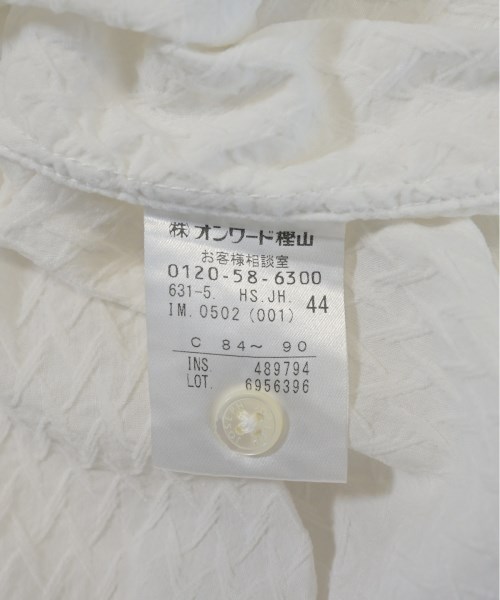 ㈱オンワード樫山
お客様相談室
0120-58-6300
631-5. HS.JH. 44
IM.0502 (001)
C 84～ 90
INS. 489794
LOT. 6956396